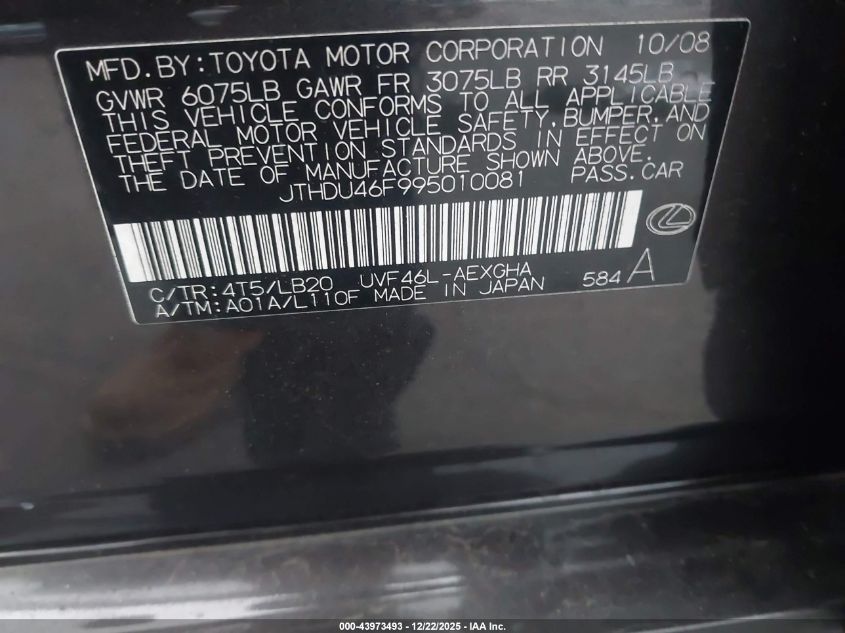 MFD.BY:TOYOTA MOTOR CORPORATION 10/08
GVWR 6075LB GAWR FR 3075LB RR 3145LB
THIS VEHICLE CONFORMS TO ALL APPLICABLE
FEDERAL MOTOR VEHICLE SAFETY,BUMPER,AND
THEFT PREVENTION STANDARDS IN EFFECT ON
THE DATE OF MANUFACTURE SHOWN ABOVE.
JTHDU46F995010081 PASS.CAR
C/TR:4T5/LB20 UVF46L-AEXGHA
A/TM:A01A/L110F MADE IN JAPAN 584A
000-43973493 - 12/22/2025 - IAA Inc.